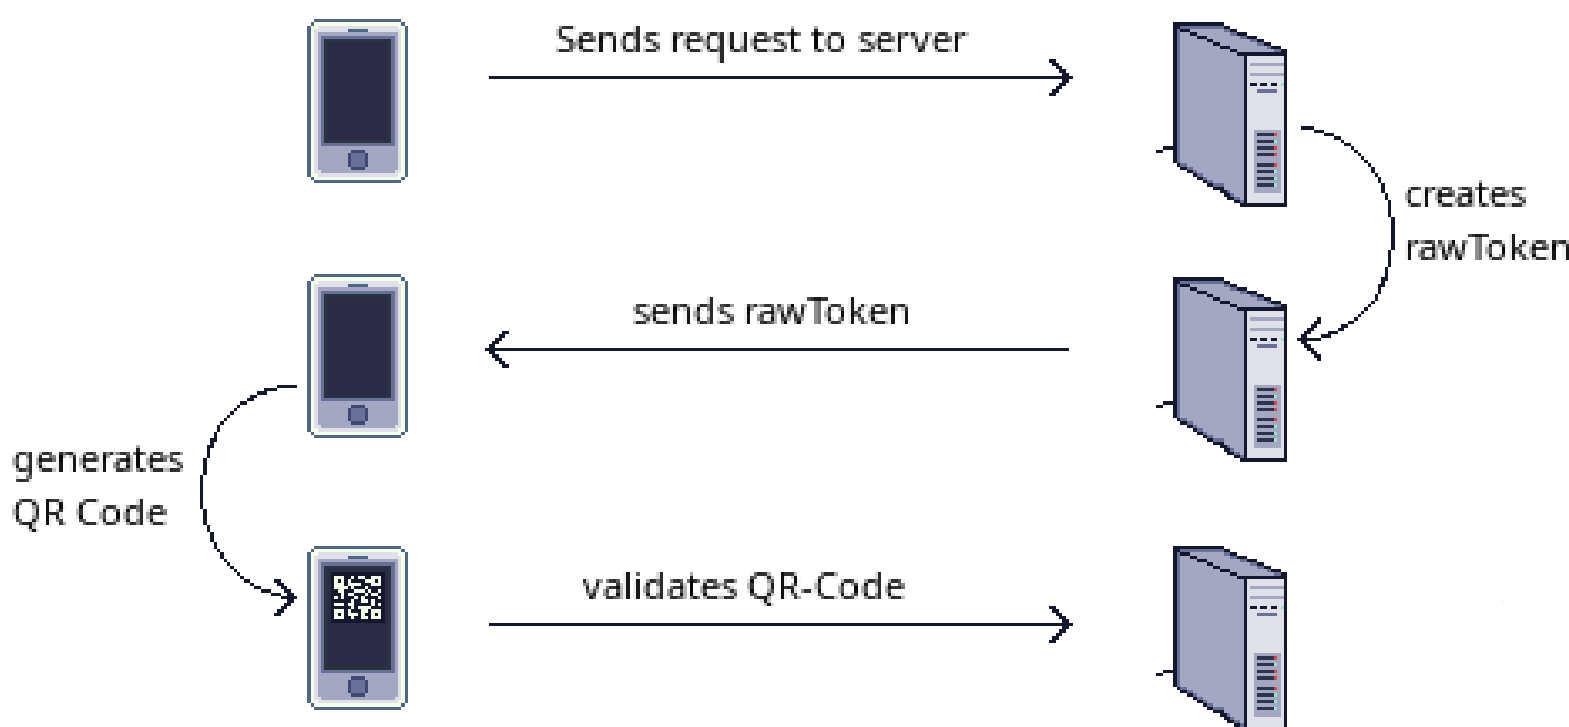 Sends request to server
creates
rawToken
sends rawToken
generates
QR Code
validates QR-Code